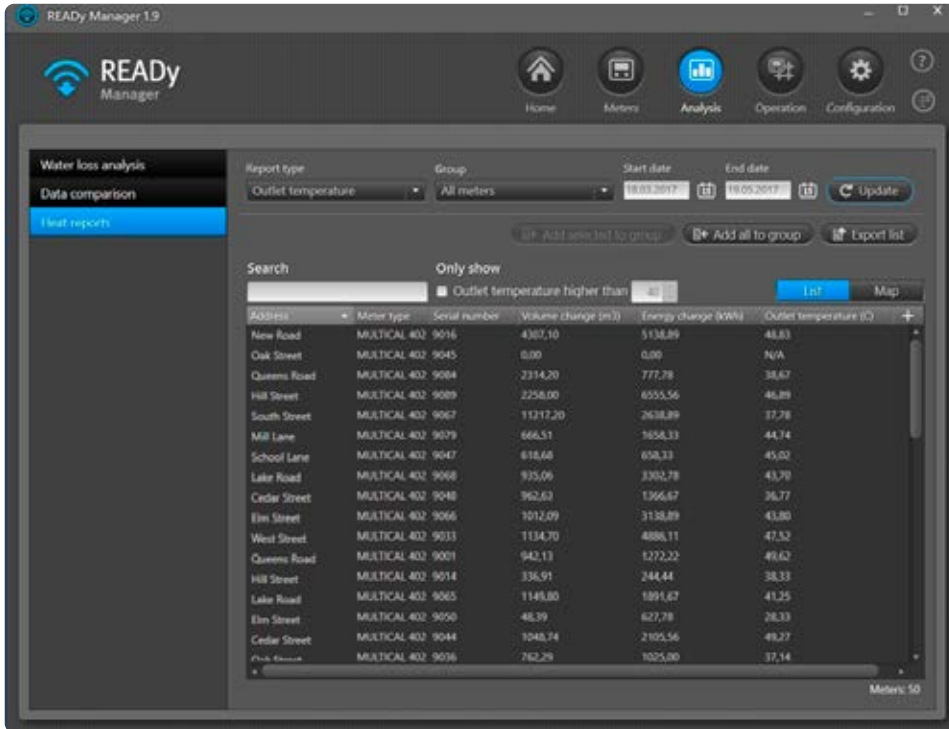 READy Manager 1.9
READy
Manager
Home Meters Analysis Operation Configuration
Water loss analysis
Data comparison
Heat reports
Report type Group Start date End date
Outlet temperature All meters 18.03.2017 19.05.2017 Update
Add selected to group Add all to group Export list
Search Only show
Outlet temperature higher than 40 List Map
Address Meter type Serial number Volume change (m3) Energy change (kWh) Outlet temperature (C)
New Road MULTICAL 402 9016 4307,10 5138,89 48,83
Oak Street MULTICAL 402 9045 0,00 0,00 N/A
Queens Road MULTICAL 402 9084 2314,20 777,78 38,67
Hill Street MULTICAL 402 9089 2258,00 6555,56 46,89
South Street MULTICAL 402 9067 11217,20 2638,89 37,78
Mill Lane MULTICAL 402 9079 666,51 1658,33 44,74
School Lane MULTICAL 402 9047 618,68 658,33 45,02
Lake Road MULTICAL 402 9068 935,06 3302,78 43,70
Cedar Street MULTICAL 402 9048 962,63 1366,67 36,77
Elm Street MULTICAL 402 9066 1012,09 3138,89 43,80
West Street MULTICAL 402 9033 1134,70 4886,11 47,52
Queens Road MULTICAL 402 9001 942,13 1272,22 49,62
Hill Street MULTICAL 402 9014 336,91 244,44 38,33
Lake Road MULTICAL 402 9065 1149,80 1891,67 41,25
Elm Street MULTICAL 402 9050 48,39 627,78 28,33
Cedar Street MULTICAL 402 9044 1048,74 2105,56 49,27
Oak Street MULTICAL 402 9036 762,29 1025,00 37,14
Meters: 50